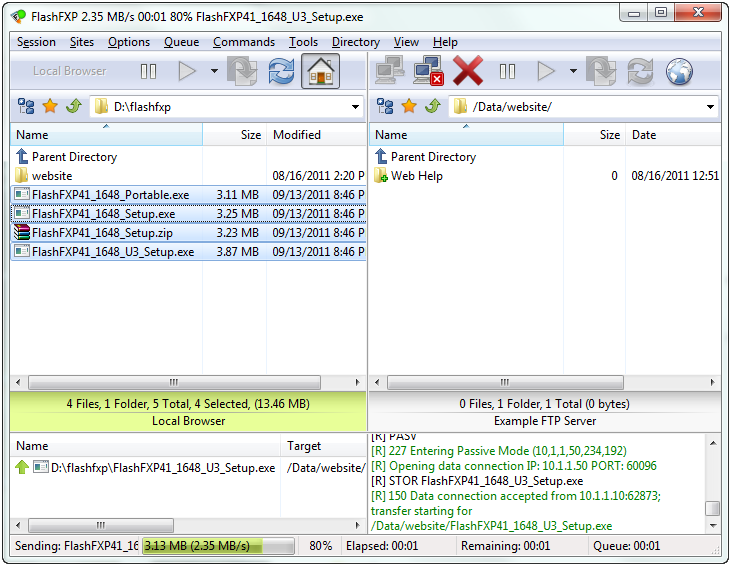 FlashFXP 2.35 MB/s 00:01 80% FlashFXP41_1648_U3_Setup.exe
Session Sites Options Queue Commands Tools Directory View Help
Local Browser
D:\flashfxp
/Data/website/
Name Size Modified
Name Size Date
Parent Directory
website 08/16/2011 2:20 P
FlashFXP41_1648_Portable.exe 3.11 MB 09/13/2011 8:46 P
FlashFXP41_1648_Setup.exe 3.25 MB 09/13/2011 8:46 P
FlashFXP41_1648_Setup.zip 3.23 MB 09/13/2011 8:46 P
FlashFXP41_1648_U3_Setup.exe 3.87 MB 09/13/2011 8:46 P
Parent Directory
Web Help 0 08/16/2011 12:51
4 Files, 1 Folder, 5 Total, 4 Selected, (13.46 MB)
Local Browser
0 Files, 1 Folder, 1 Total (0 bytes)
Example FTP Server
Name Target
D:\flashfxp\FlashFXP41_1648_U3_Setup.exe /Data/website/
[R] PASV
[R] 227 Entering Passive Mode (10,1,1,50,234,192)
[R] Opening data connection IP: 10.1.1.50 PORT: 60096
[R] STOR FlashFXP41_1648_U3_Setup.exe
[R] 150 Data connection accepted from 10.1.1.10:62873;
transfer starting for
/Data/website/FlashFXP41_1648_U3_Setup.exe
Sending: FlashFXP41_16 3.13 MB (2.35 MB/s) 80% Elapsed: 00:01 Remaining: 00:01 Queue: 00:01